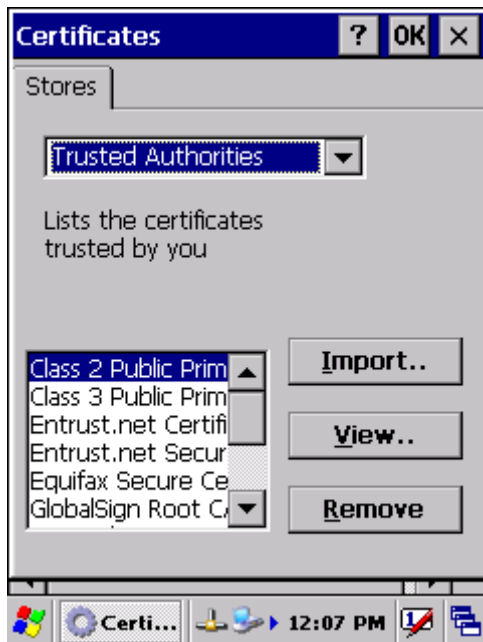 Certificates ? OK ×
Stores
Trusted Authorities
Lists the certificates
trusted by you
Class 2 Public Prim
Class 3 Public Prim
Entrust.net Certifi
Entrust.net Secur
Equifax Secure Ce
GlobalSign Root CA
Import..
View..
Remove
Certi... 12:07 PM